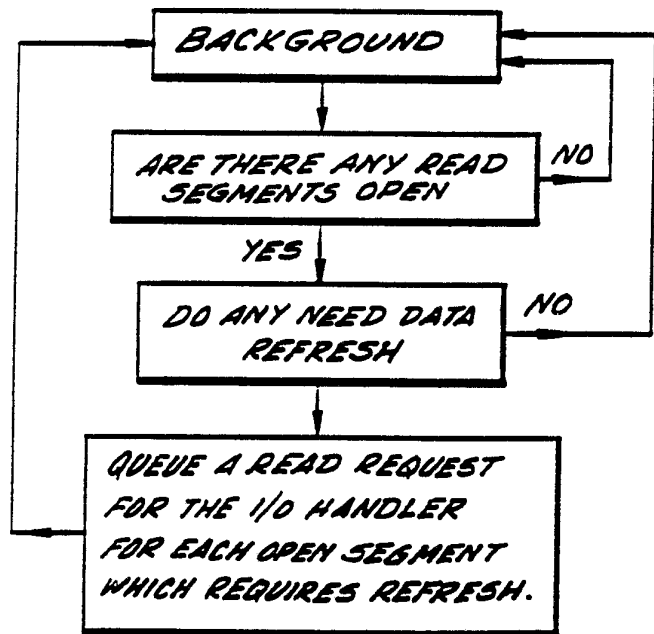 BACKGROUND
ARE THERE ANY READ
SEGMENTS OPEN
NO
YES
DO ANY NEED DATA
REFRESH
NO
QUEUE A READ REQUEST
FOR THE I/O HANDLER
FOR EACH OPEN SEGMENT
WHICH REQUIRES REFRESH.